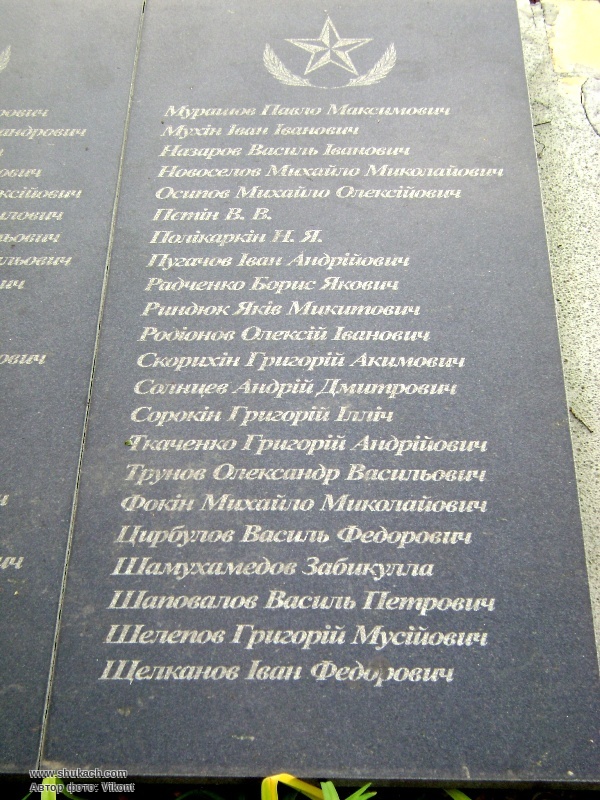 Мурашов Павло Максимович
Мухін Іван Іванович
Назаров Василь Іванович
Новоселов Михайло Миколайович
Осипов Михайло Олексійович
Пєтін В. В.
Полікаркін Н. Я.
Пугачов Іван Андрійович
Радченко Борис Якович
Риндюк Яків Микитович
Родіонов Олексій Іванович
Скорихін Григорій Акимович
Солнцев Андрій Дмитрович
Сорокін Григорій Ілліч
Ткаченко Григорій Андрійович
Трунов Олександр Васильович
Фокін Михайло Миколайович
Цирбулов Василь Федорович
Шамухамедов Забикулла
Шаповалов Василь Петрович
Шелепов Григорій Мусійович
Щелканов Іван Федорович
www.shukach.com
Автор фото: Vikont